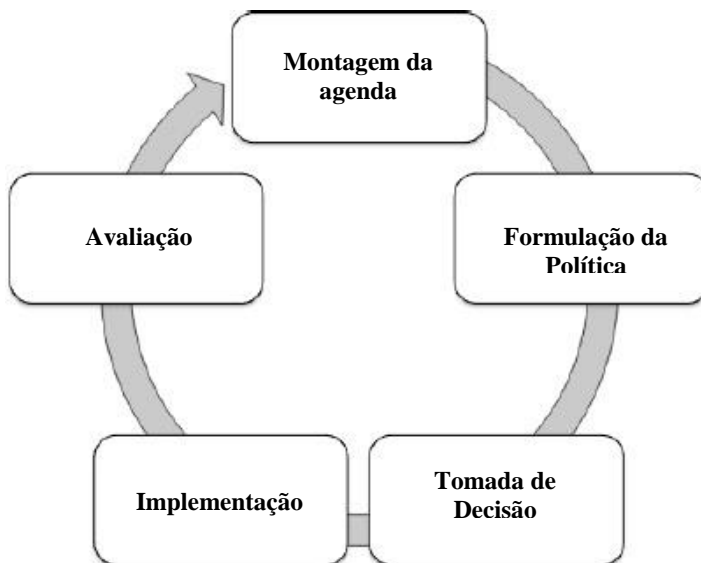 Montagem da
agenda
Formulação da
Política
Tomada de
Decisão
Implementação
Avaliação